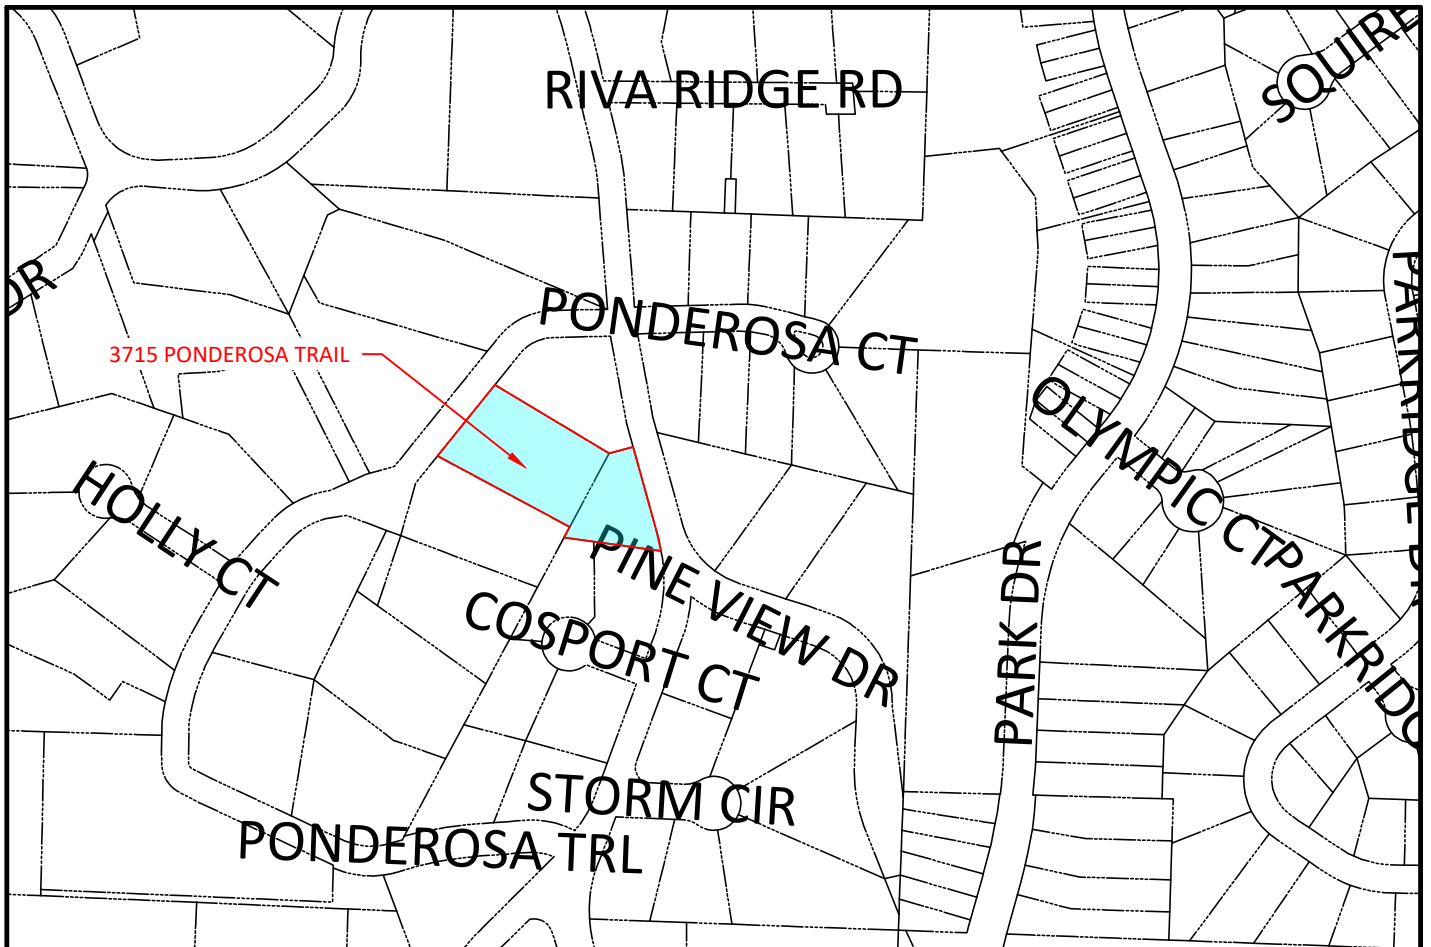 RIVA RIDGE RD
SQUIRE
DR
PONDEROSA CT
3715 PONDEROSA TRAIL
PARKRIDGE DR
OLYMPIC CT
HOLLY CT
PINE VIEW DR
COSPORT CT
PARK DR
PARKRIDG
STORM CIR
PONDEROSA TRL